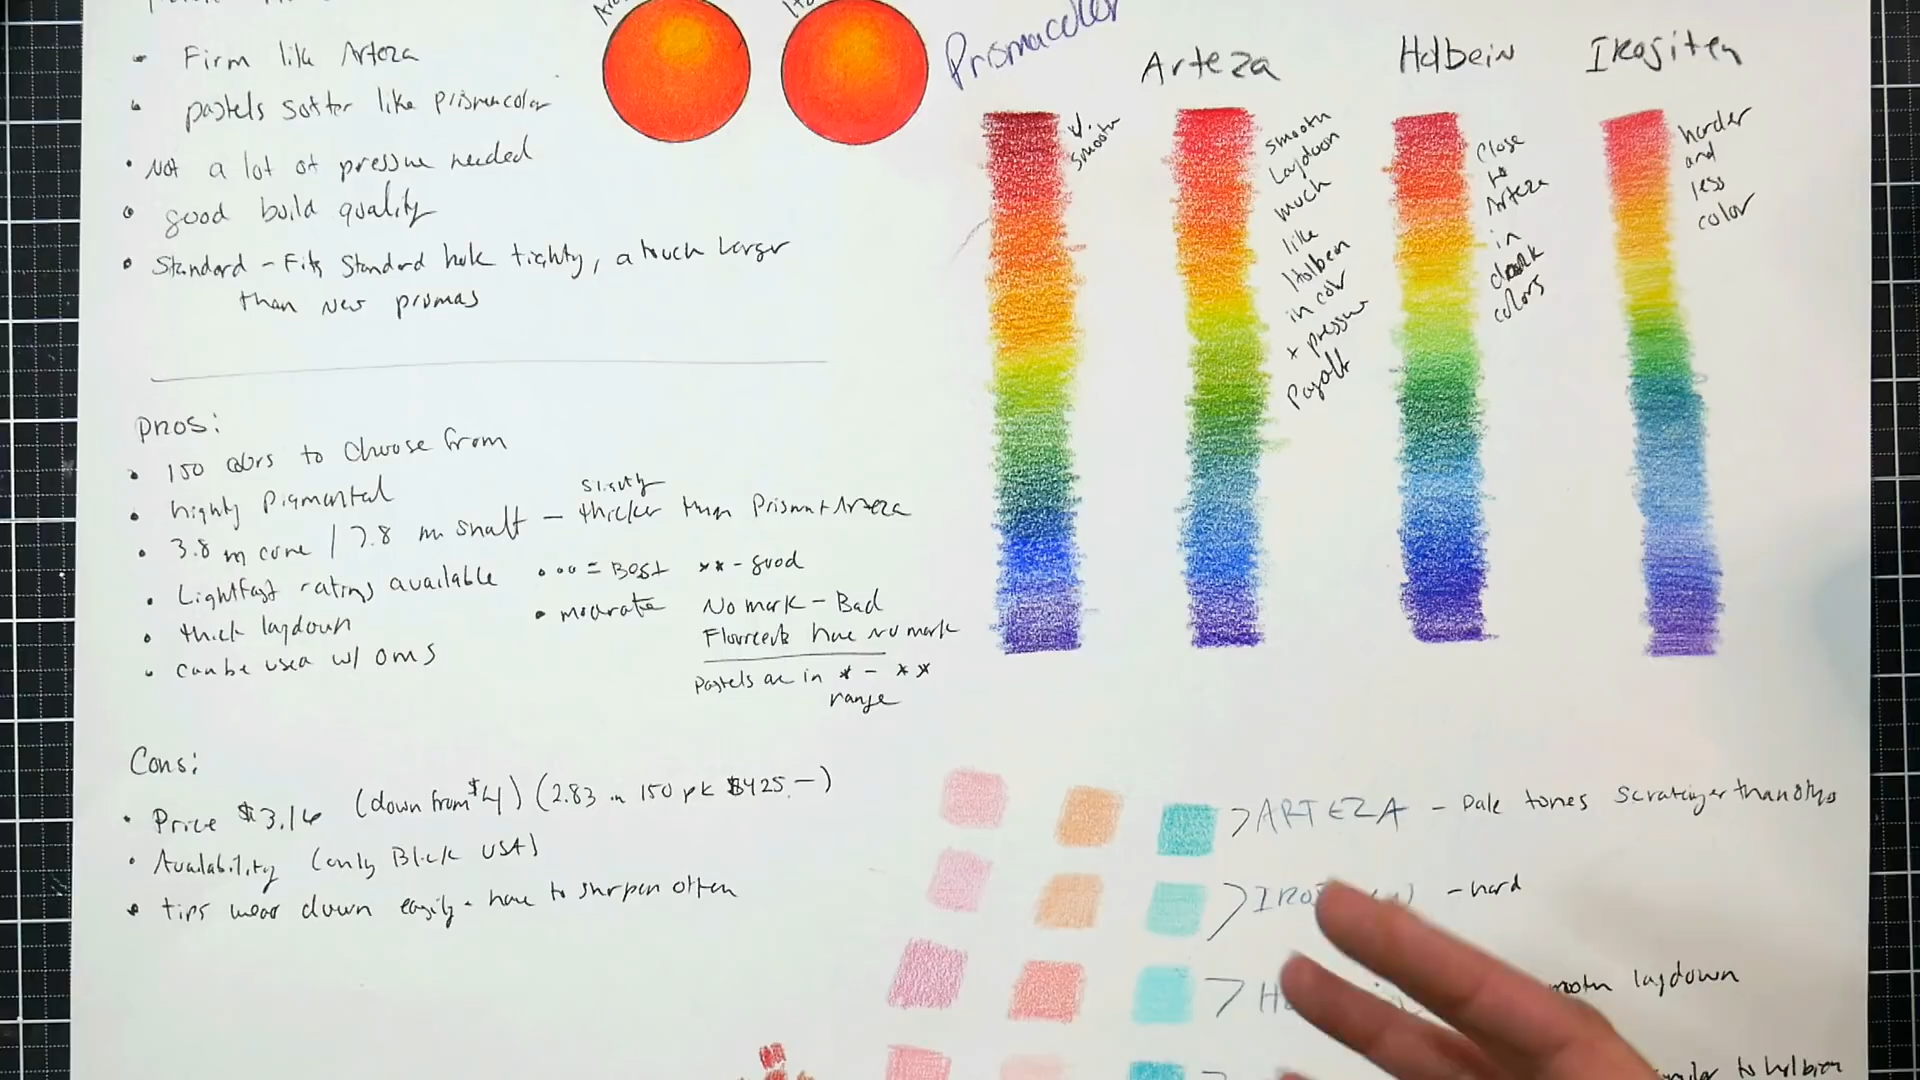 Firm like Arteza
pastels softer like prismacolor
Not a lot of pressure needed
good build quality
Standard - Fits Standard hole tightly, a touch larger
than new prismas
Pros:
150 colors to choose from
highly pigmented
3.8 m core / 7.8 m shaft - slightly thicker than Prisma + Arteza
Lightfast ratings available
thick laydown
can be used w/ oms
••• = Best ** - good
• moderate No mark - Bad
Flourecents have no mark
Pastels are in * - **
range
Cons:
Price $3.16 (down from $4) (2.83 in 150 pk $425.-)
Availability (only Blick USA)
tips wear down easily - have to sharpen often
Prismacolor
smooth
Arteza
smooth
laydown
much
like
Holbein
in color
+ pressure
Payoff
Holbein
Close
to
Arteza
in
dark
colors
Irojiten
harder
and
less
color
>ARTEZA - Pale tones scratchier than others
- hard
laydown
to holbien